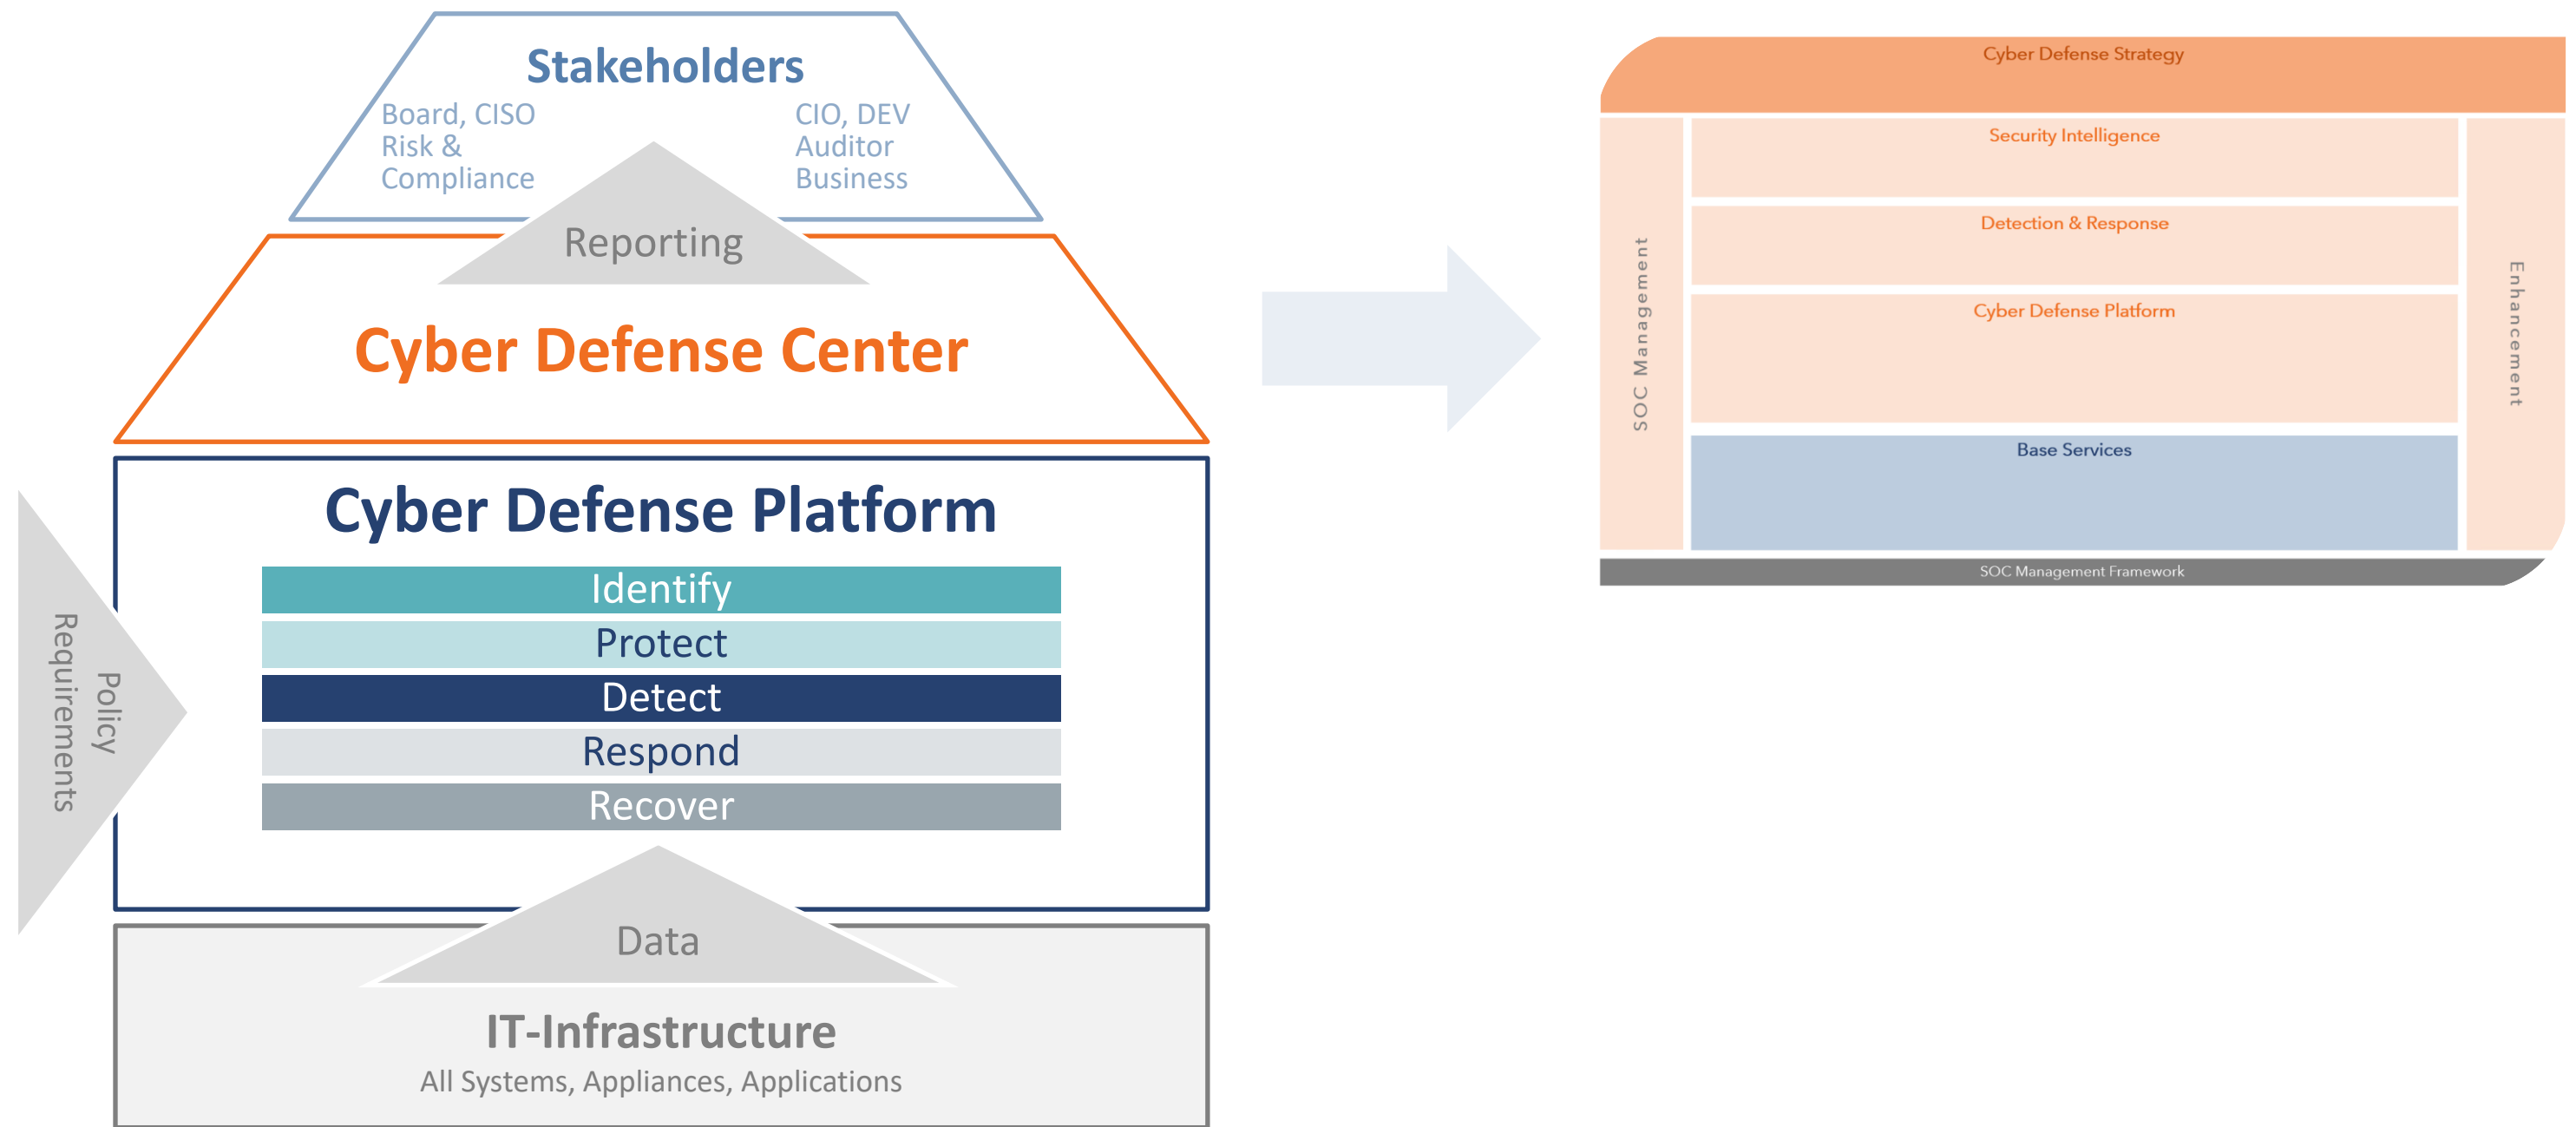 Stakeholders
Board, CISO
Risk &
Compliance
CIO, DEV
Auditor
Business
Reporting
Cyber Defense Center
Cyber Defense Platform
Identify
Protect
Detect
Respond
Recover
Policy
Requirements
Data
IT-Infrastructure
All Systems, Appliances, Applications
Cyber Defense Strategy
SOC Management
Security Intelligence
Detection & Response
Cyber Defense Platform
Base Services
Enhancement
SOC Management Framework